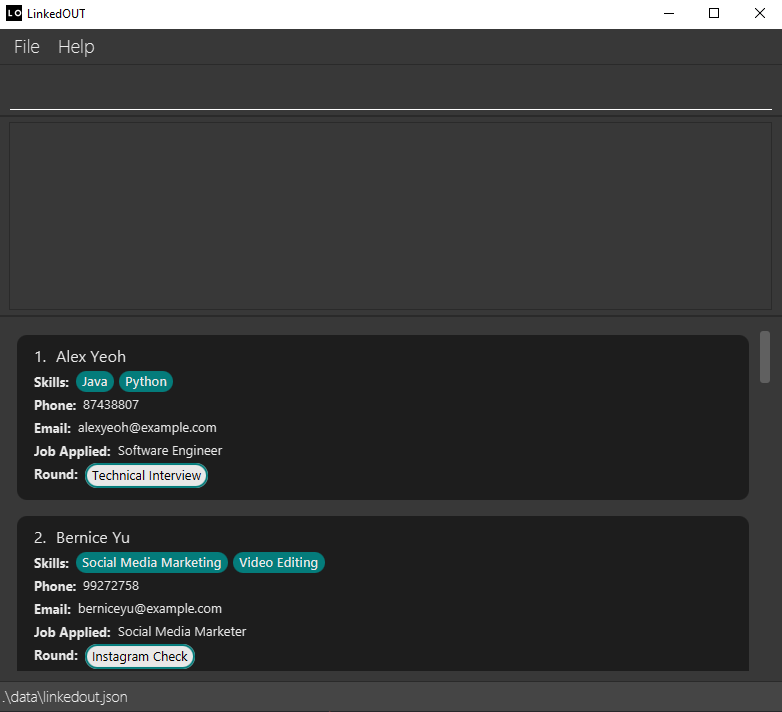 LO LinkedOUT
File Help
1. Alex Yeoh
Skills: Java Python
Phone: 87438807
Email: alexyeoh@example.com
Job Applied: Software Engineer
Round: Technical Interview
2. Bernice Yu
Skills: Social Media Marketing Video Editing
Phone: 99272758
Email: berniceyu@example.com
Job Applied: Social Media Marketer
Round: Instagram Check
.\data\linkedout.json